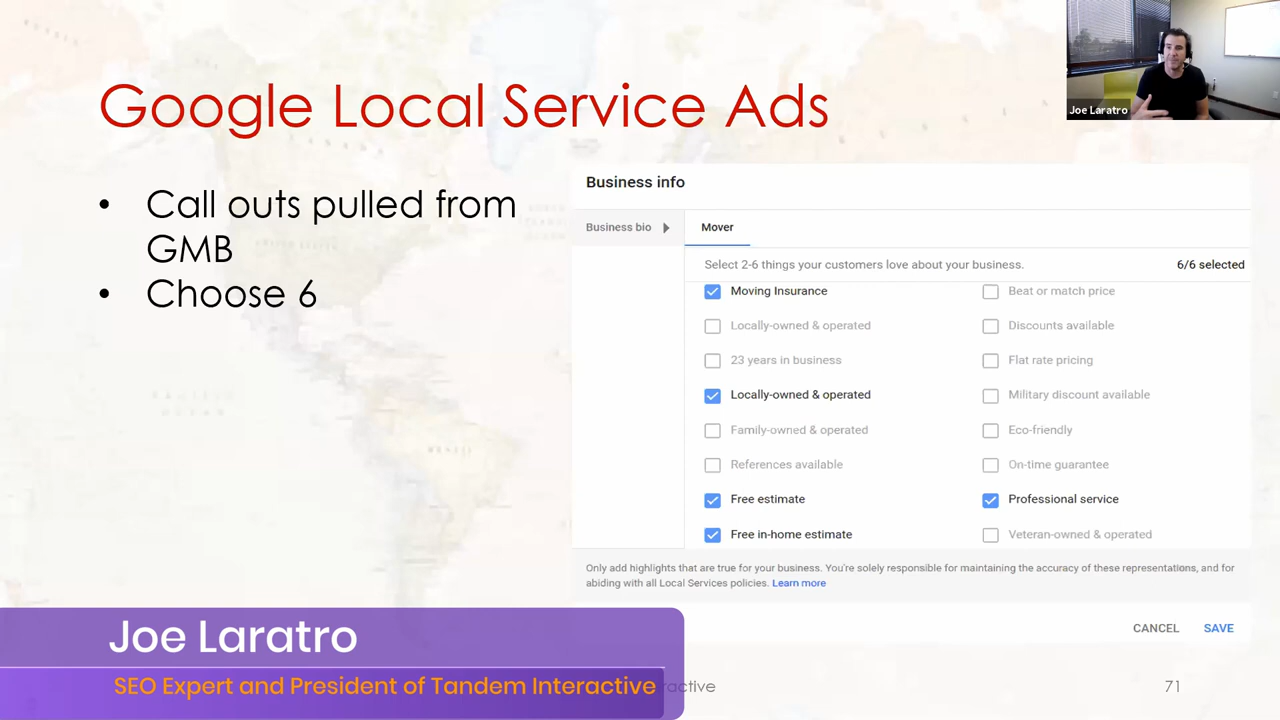 Joe Laratro
Google Local Service Ads
• Call outs pulled from
GMB
• Choose 6
Business info
Business bio
Mover
Select 2-6 things your customers love about your business.
6/6 selected
Moving Insurance
Beat or match price
Locally-owned & operated
Discounts available
23 years in business
Flat rate pricing
Locally-owned & operated
Military discount available
Family-owned & operated
Eco-friendly
References available
On-time guarantee
Free estimate
Professional service
Free in-home estimate
Veteran-owned & operated
Only add highlights that are true for your business. You're solely responsible for maintaining the accuracy of these representations, and for
abiding with all Local Services policies. Learn more
CANCEL
SAVE
Joe Laratro
SEO Expert and President of Tandem Interactive
71